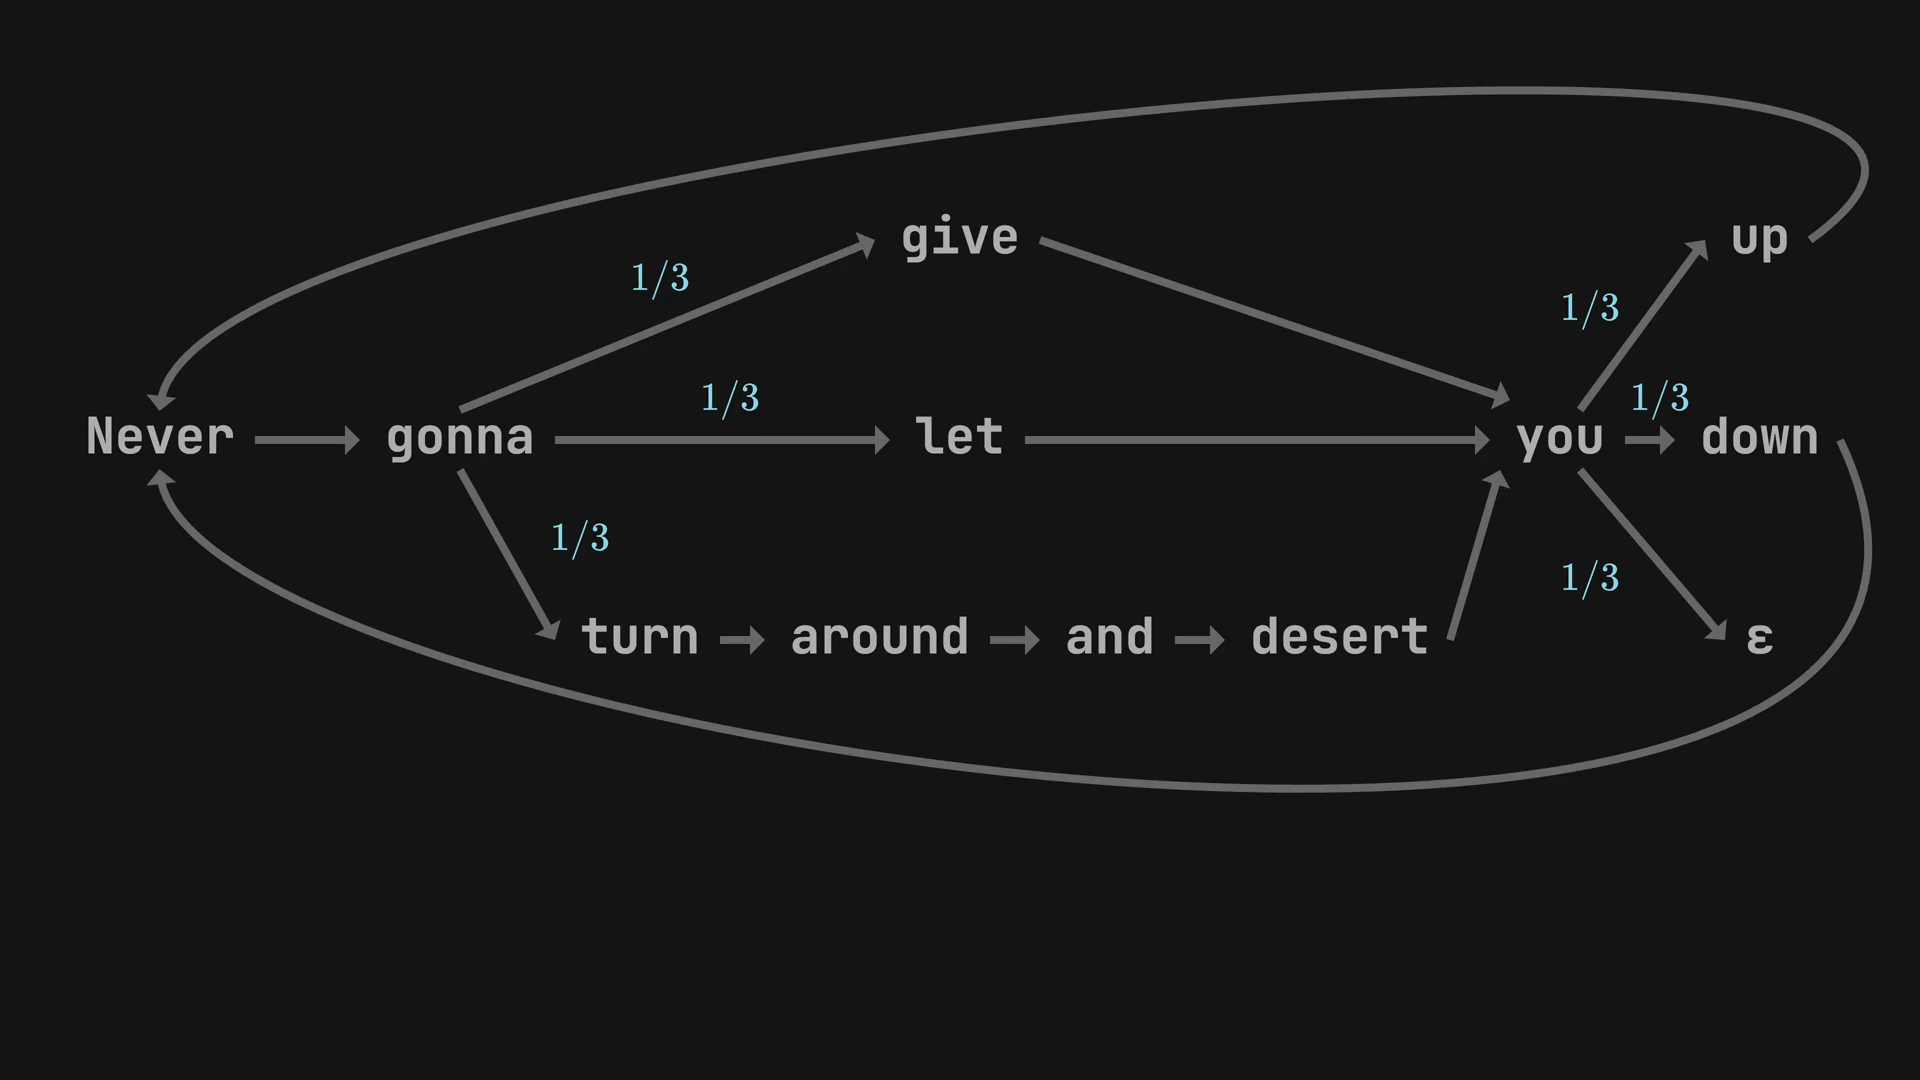 give
up
1/3
1/3
1/3
1/3
Never gonna let you down
1/3
1/3
turn around and desert ε